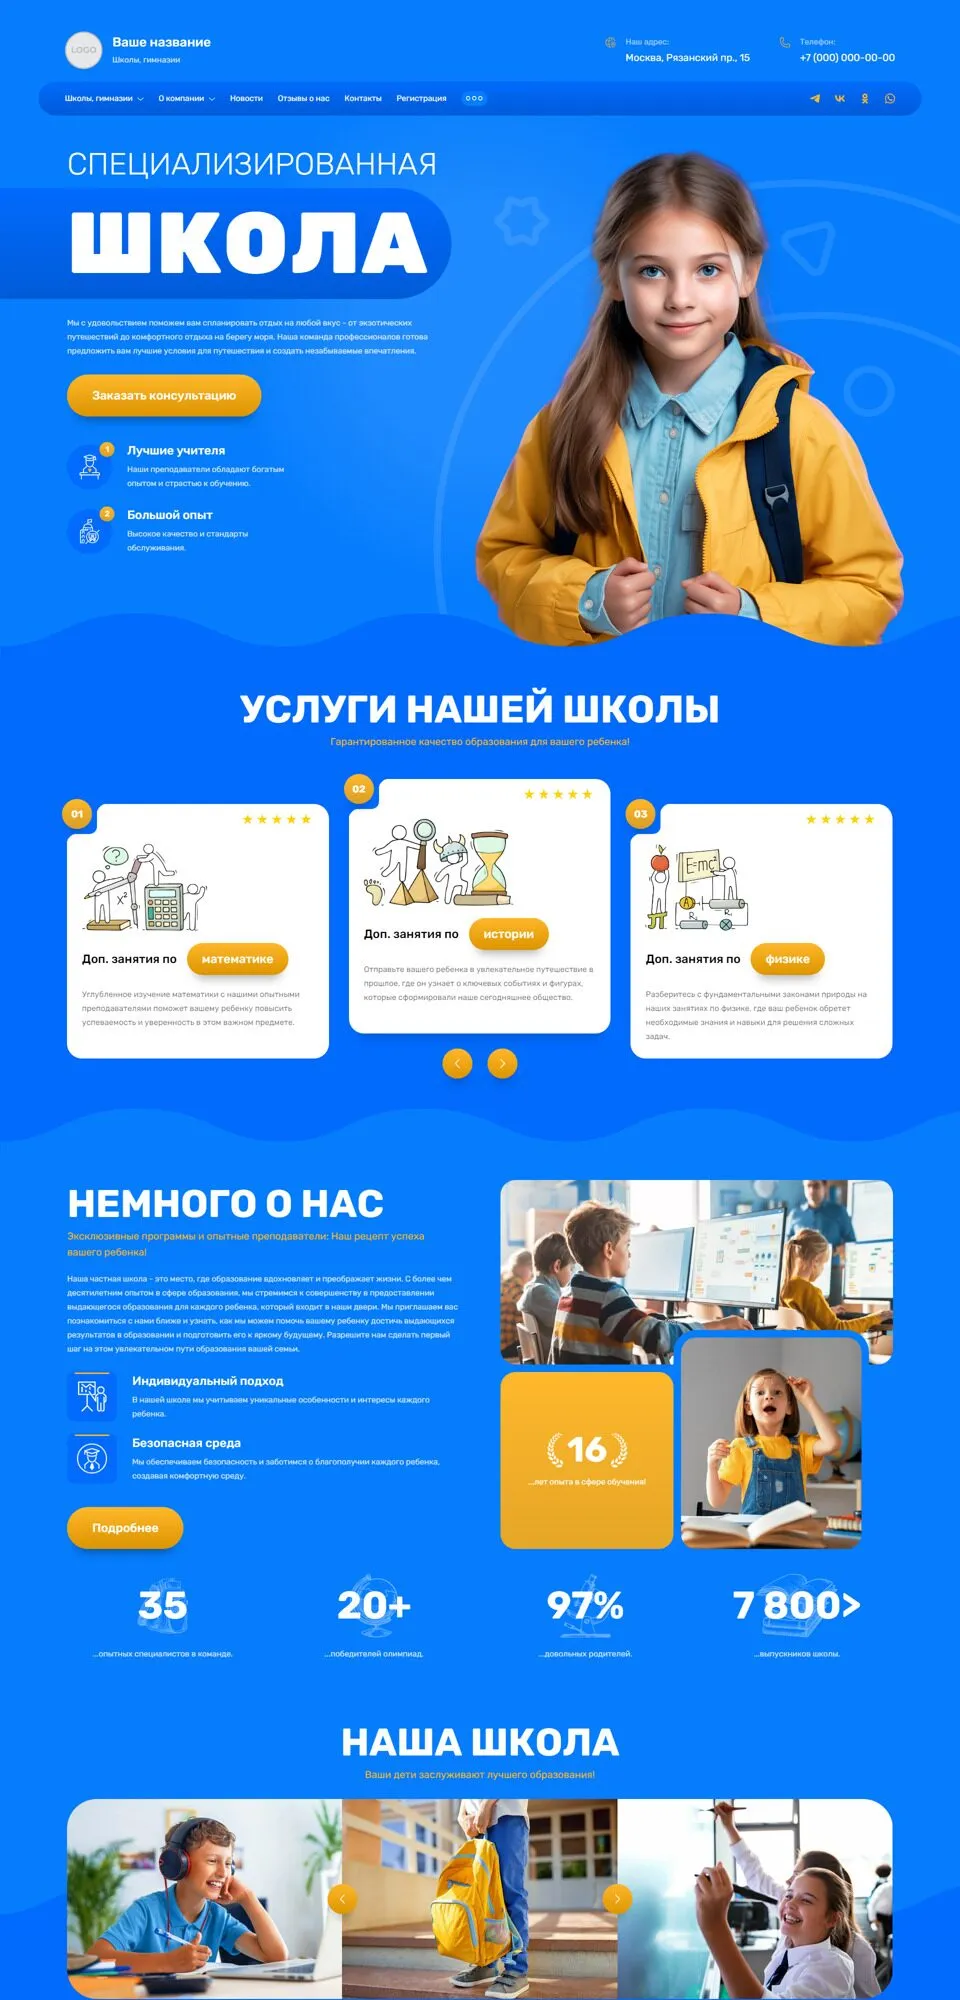 LOGO
Ваше название
Школы, гимназии
Наш адрес:
Москва, Рязанский пр., 15
Телефон:
+7 (000) 000-00-00
Школы, гимназии
О компании
Новости
Отзывы о нас
Контакты
Регистрация
СПЕЦИАЛИЗИРОВАННАЯ
ШКОЛА
Мы с удовольствием поможем вам спланировать отдых на любой вкус - от экзотических
путешествий до комфортного отдыха на берегу моря. Наша команда профессионалов готова
предложить вам лучшие условия для путешествия и создать незабываемые впечатления.
Заказать консультацию
1
Лучшие учителя
Наши преподаватели обладают богатым
опытом и страстью к обучению.
2
Большой опыт
Высокое качество и стандарты
обслуживания.
УСЛУГИ НАШЕЙ ШКОЛЫ
Гарантированное качество образования для вашего ребенка!
01
?
X²
Доп. занятия по математике
Углубленное изучение математики с нашими опытными
преподавателями поможет вашему ребенку повысить
успеваемость и уверенность в этом важном предмете.
02
Доп. занятия по истории
Отправьте вашего ребенка в увлекательное путешествие в
прошлое, где он узнает о ключевых событиях и фигурах,
которые сформировали наше сегодняшнее общество.
03
E=mc²
A
Доп. занятия по физике
Разберитесь с фундаментальными законами природы на
наших занятиях по физике, где ваш ребенок обретет
необходимые знания и навыки для решения сложных
задач.
НЕМНОГО О НАС
Эксклюзивные программы и опытные преподаватели: Наш рецепт успеха
вашего ребенка!
Наша частная школа - это место, где образование вдохновляет и преображает жизни. С более чем
десятилетним опытом в сфере образования, мы стремимся к совершенству в предоставлении
выдающегося образования для каждого ребенка, который входит в наши двери. Мы приглашаем вас
познакомиться с нами ближе и узнать, как мы можем помочь вашему ребенку достичь выдающихся
результатов в образовании и подготовить его к яркому будущему. Разрешите нам сделать первый
шаг на этом увлекательном пути образования вашей семьи.
Индивидуальный подход
В нашей школе мы учитываем уникальные особенности и интересы каждого
ребенка.
Безопасная среда
Мы обеспечиваем безопасность и заботимся о благополучии каждого ребенка,
создавая комфортную среду.
Подробнее
16
...лет опыта в сфере обучения!
35
...опытных специалистов в команде.
20+
...победителей олимпиад.
97%
...довольных родителей.
7 800>
...выпускников школы.
НАША ШКОЛА
Ваши дети заслуживают лучшего образования!